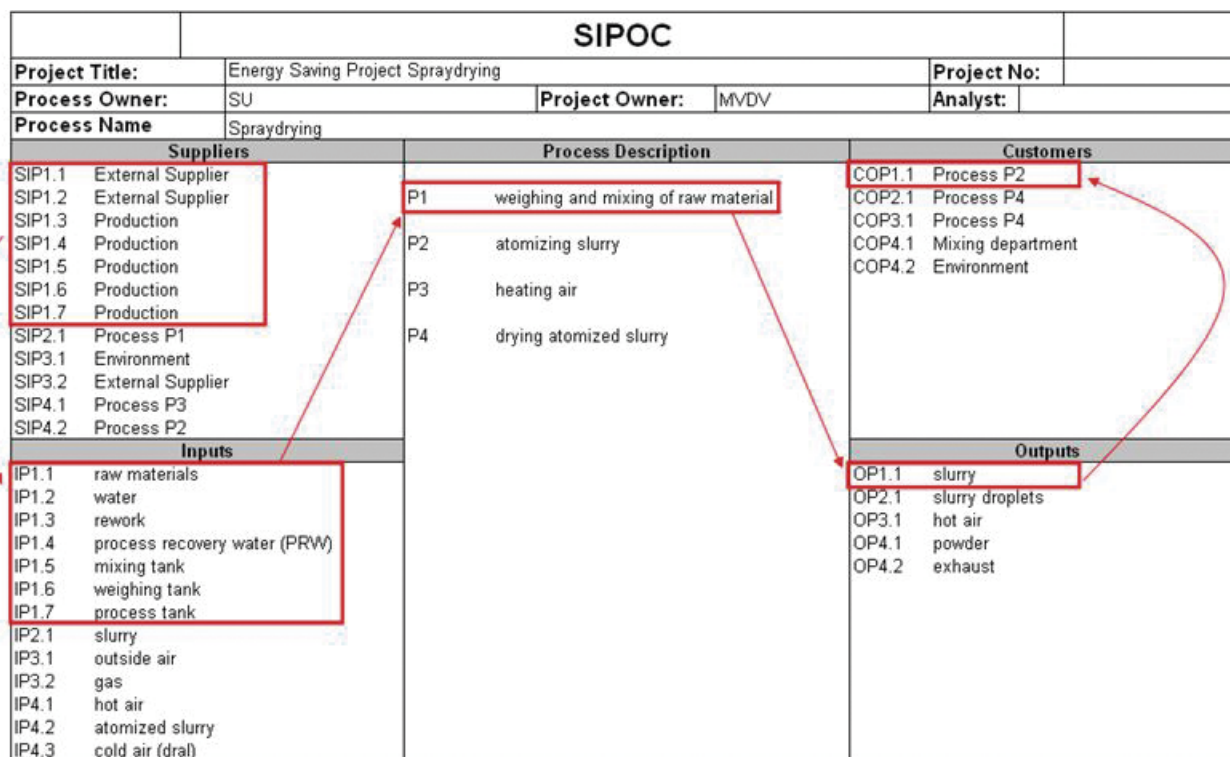 SIPOC
Project Title: Energy Saving Project Spraydrying Project No:
Process Owner: SU Project Owner: MVDV Analyst:
Process Name Spraydrying
Suppliers
SIP1.1 External Supplier
SIP1.2 External Supplier
SIP1.3 Production
SIP1.4 Production
SIP1.5 Production
SIP1.6 Production
SIP1.7 Production
SIP2.1 Process P1
SIP3.1 Environment
SIP3.2 External Supplier
SIP4.1 Process P3
SIP4.2 Process P2
Inputs
IP1.1 raw materials
IP1.2 water
IP1.3 rework
IP1.4 process recovery water (PRW)
IP1.5 mixing tank
IP1.6 weighing tank
IP1.7 process tank
IP2.1 slurry
IP3.1 outside air
IP3.2 gas
IP4.1 hot air
IP4.2 atomized slurry
IP4.3 cold air (dral)
Process Description
P1 weighing and mixing of raw material
P2 atomizing slurry
P3 heating air
P4 drying atomized slurry
Customers
COP1.1 Process P2
COP2.1 Process P4
COP3.1 Process P4
COP4.1 Mixing department
COP4.2 Environment
Outputs
OP1.1 slurry
OP2.1 slurry droplets
OP3.1 hot air
OP4.1 powder
OP4.2 exhaust